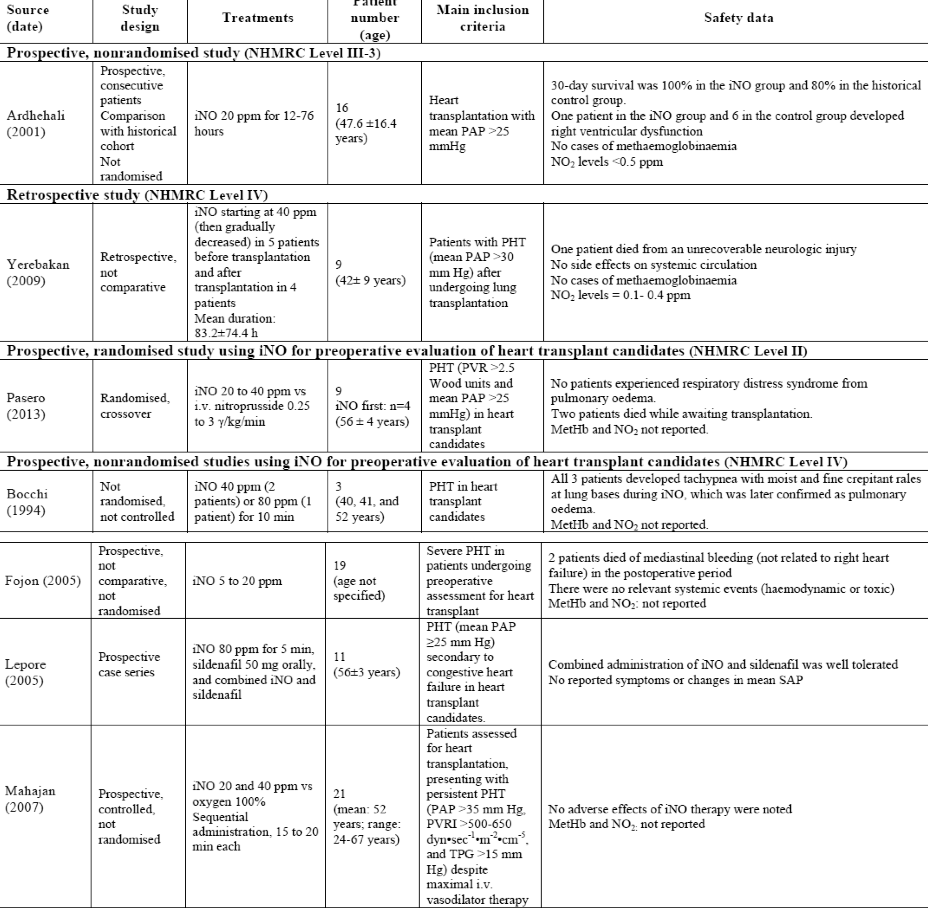 Source (date)
Study design
Treatments
Patient number (age)
Main inclusion criteria
Safety data
Prospective, nonrandomised study (NHMRC Level III-3)
Ardhehali
(2001)
Prospective,
consecutive
patients
Comparison
with historical
cohort
Not
randomised
iNO 20 ppm for 12-76
hours
16
(47.6 ±16.4
years)
Heart
transplantation with
mean PAP >25
mmHg
30-day survival was 100% in the iNO group and 80% in the historical
control group.
One patient in the iNO group and 6 in the control group developed
right ventricular dysfunction
No cases of methaemoglobinaemia
NO₂ levels <0.5 ppm
Retrospective study (NHMRC Level IV)
Yerebakan
(2009)
Retrospective,
not
comparative
iNO starting at 40 ppm
(then gradually
decreased) in 5 patients
before transplantation
and after
transplantation in 4
patients
Mean duration:
83.2±74.4 h
9
(42± 9 years)
Patients with PHT
(mean PAP >30
mm Hg) after
undergoing lung
transplantation
One patient died from an unrecoverable neurologic injury
No side effects on systemic circulation
No cases of methaemoglobinaemia
NO₂ levels = 0.1- 0.4 ppm
Prospective, randomised study using iNO for preoperative evaluation of heart transplant candidates (NHMRC Level II)
Pasero
(2013)
Randomised,
crossover
iNO 20 to 40 ppm vs
i.v. nitroprusside 0.25
to 3 γ/kg/min
9
iNO first: n=4
(56 ± 4 years)
PHT (PVR >2.5
Wood units and
mean PAP >25
mmHg) in heart
transplant
candidates
No patients experienced respiratory distress syndrome from
pulmonary oedema.
Two patients died while awaiting transplantation.
MetHb and NO₂ not reported.
Prospective, nonrandomised studies using iNO for preoperative evaluation of heart transplant candidates (NHMRC Level IV)
Bocchi
(1994)
Not
randomised,
not controlled
iNO 40 ppm (2
patients) or 80 ppm (1
patient) for 10 min
3
(40, 41, and
52 years)
PHT in heart
transplant
candidates
All 3 patients developed tachypnea with moist and fine crepitant rales
at lung bases during iNO, which was later confirmed as pulmonary
oedema.
MetHb and NO₂ not reported.
Fojon (2005)
Prospective,
not
comparative,
not
randomised
iNO 5 to 20 ppm
19
(age not
specified)
Severe PHT in
patients undergoing
preoperative
assessment for heart
transplant
2 patients died of mediastinal bleeding (not related to right heart
failure) in the postoperative period
There were no relevant systemic events (haemodynamic or toxic)
MetHb and NO₂: not reported
Lepore
(2005)
Prospective
case series
iNO 80 ppm for 5 min,
sildenafil 50 mg orally,
and combined iNO and
sildenafil
11
(56±3 years)
PHT (mean PAP
≥25 mm Hg)
secondary to
congestive heart
failure in heart
transplant
candidates.
Combined administration of iNO and sildenafil was well tolerated
No reported symptoms or changes in mean SAP
Mahajan
(2007)
Prospective,
controlled,
not
randomised
iNO 20 and 40 ppm vs
oxygen 100%
Sequential
administration, 15 to 20
min each
21
(mean: 52
years; range:
24-67 years)
Patients assessed
for heart
transplantation,
presenting with
persistent PHT
(PAP >35 mm Hg,
PVRI >500-650
dyn•sec⁻¹•m⁻²•cm⁻⁵,
and TPG >15 mm
Hg) despite
maximal i.v.
vasodilator therapy
No adverse effects of iNO therapy were noted
MetHb and NO₂: not reported